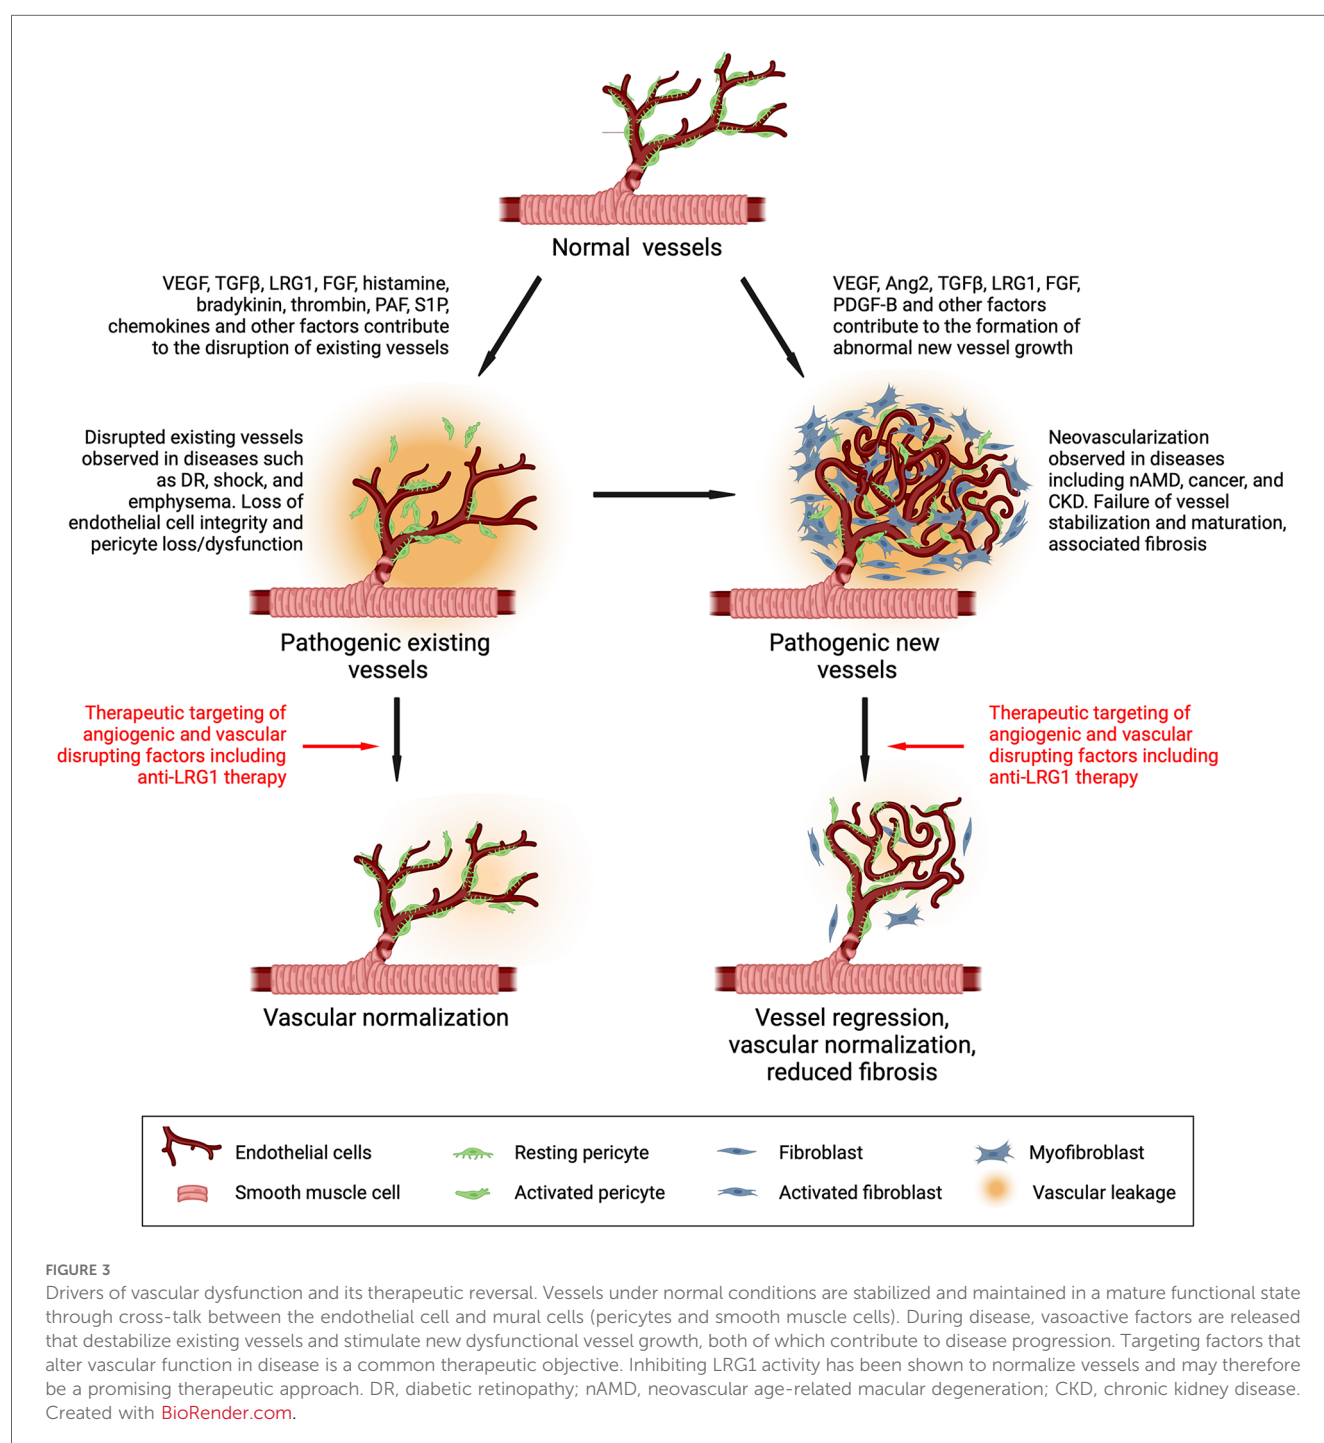 Normal vessels
VEGF, TGFβ, LRG1, FGF, histamine,
bradykinin, thrombin, PAF, S1P,
chemokines and other factors contribute
to the disruption of existing vessels
VEGF, Ang2, TGFβ, LRG1, FGF,
PDGF-B and other factors
contribute to the formation of
abnormal new vessel growth
Disrupted existing vessels
observed in diseases such
as DR, shock, and
emphysema. Loss of
endothelial cell integrity and
pericyte loss/dysfunction
Neovascularization
observed in diseases
including nAMD, cancer, and
CKD. Failure of vessel
stabilization and maturation,
associated fibrosis
Pathogenic existing
vessels
Pathogenic new
vessels
Therapeutic targeting of
angiogenic and vascular
disrupting factors including
anti-LRG1 therapy
Therapeutic targeting of
angiogenic and vascular
disrupting factors including
anti-LRG1 therapy
Vascular normalization
Vessel regression,
vascular normalization,
reduced fibrosis
Endothelial cells
Resting pericyte
Fibroblast
Myofibroblast
Smooth muscle cell
Activated pericyte
Activated fibroblast
Vascular leakage
FIGURE 3
Drivers of vascular dysfunction and its therapeutic reversal. Vessels under normal conditions are stabilized and maintained in a mature functional state
through cross-talk between the endothelial cell and mural cells (pericytes and smooth muscle cells). During disease, vasoactive factors are released
that destabilize existing vessels and stimulate new dysfunctional vessel growth, both of which contribute to disease progression. Targeting factors that
alter vascular function in disease is a common therapeutic objective. Inhibiting LRG1 activity has been shown to normalize vessels and may therefore
be a promising therapeutic approach. DR, diabetic retinopathy; nAMD, neovascular age-related macular degeneration; CKD, chronic kidney disease.
Created with BioRender.com.